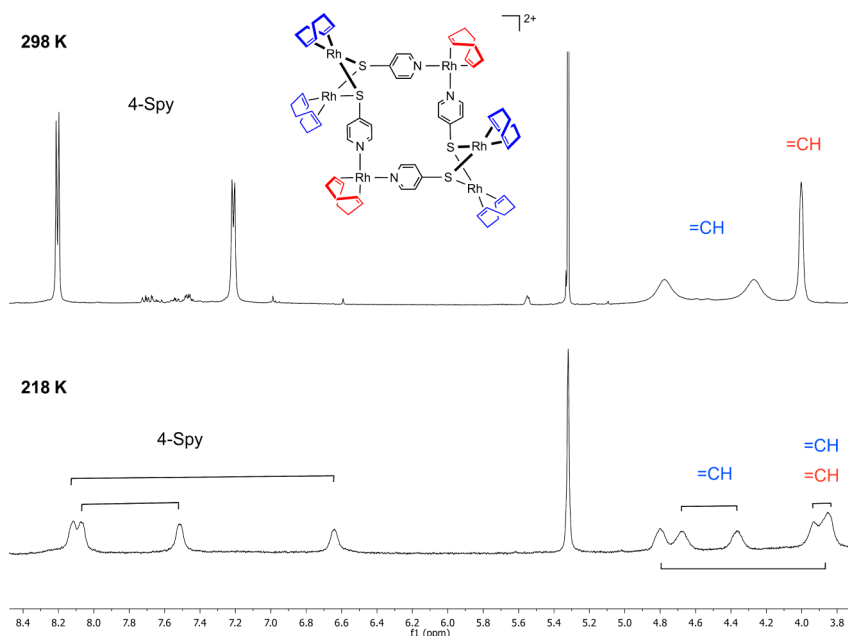 298 K
2+
Rh
S
N
Rh
Rh
S
N
N
S
Rh
Rh
N
S
Rh
4-Spy
=CH
=CH
218 K
4-Spy
=CH
=CH
=CH
8.4 8.2 8.0 7.8 7.6 7.4 7.2 7.0 6.8 6.6 6.4 6.2 6.0 5.8 5.6 5.4 5.2 5.0 4.8 4.6 4.4 4.2 4.0 3.8
f1 (ppm)